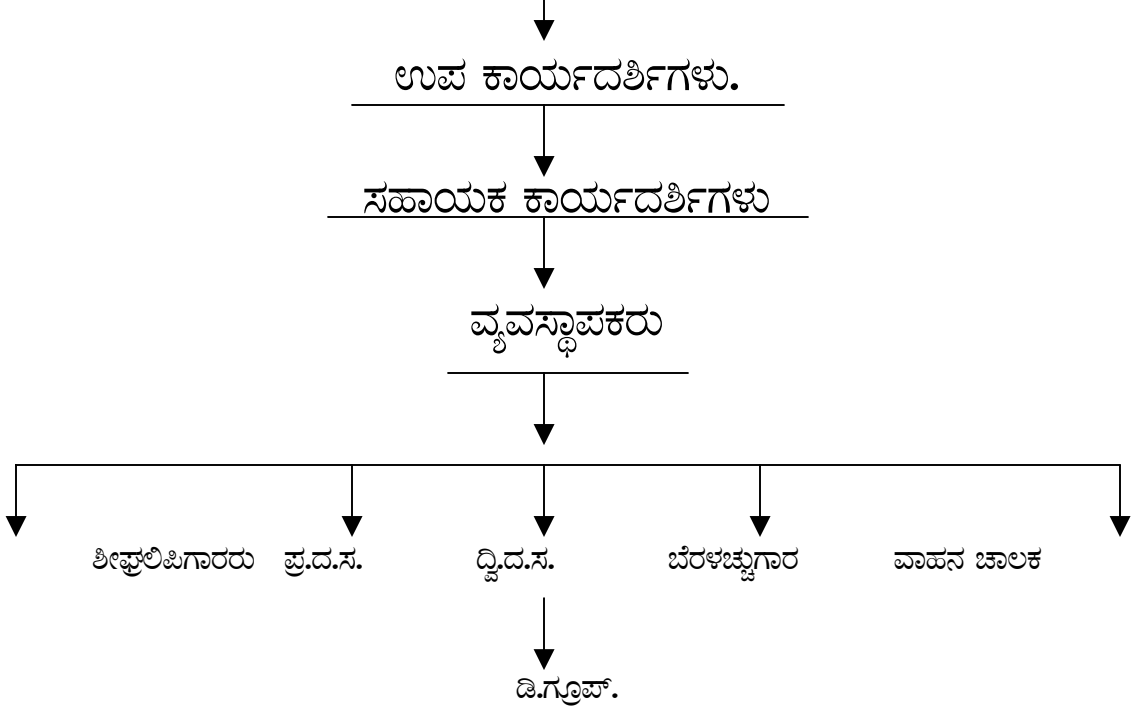 ಉಪ ಕಾರ್ಯದರ್ಶಿಗಳು.
ಸಹಾಯಕ ಕಾರ್ಯದರ್ಶಿಗಳು
ವ್ಯವಸ್ಥಾಪಕರು
ಶೀಘ್ರಲಿಪಿಗಾರರು ಪ್ರ.ದ.ಸ. ದ್ವಿ.ದ.ಸ. ಬೆರಳಚ್ಚುಗಾರ ವಾಹನ ಚಾಲಕ
ಡಿ.ಗ್ರೂಪ್.